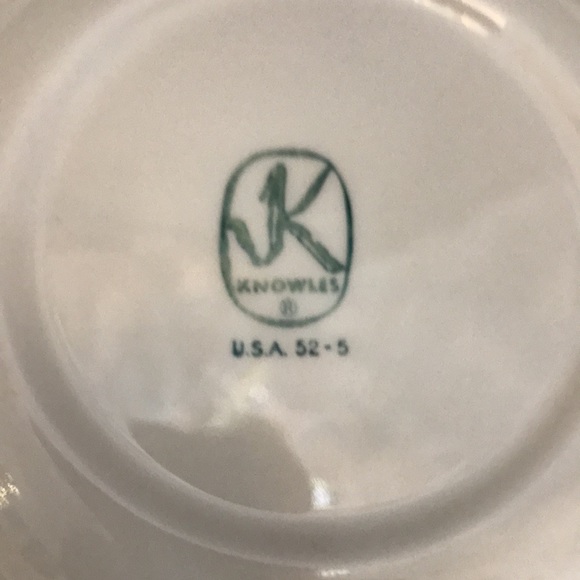 K
KNOWLES
®
U.S.A. 52-5